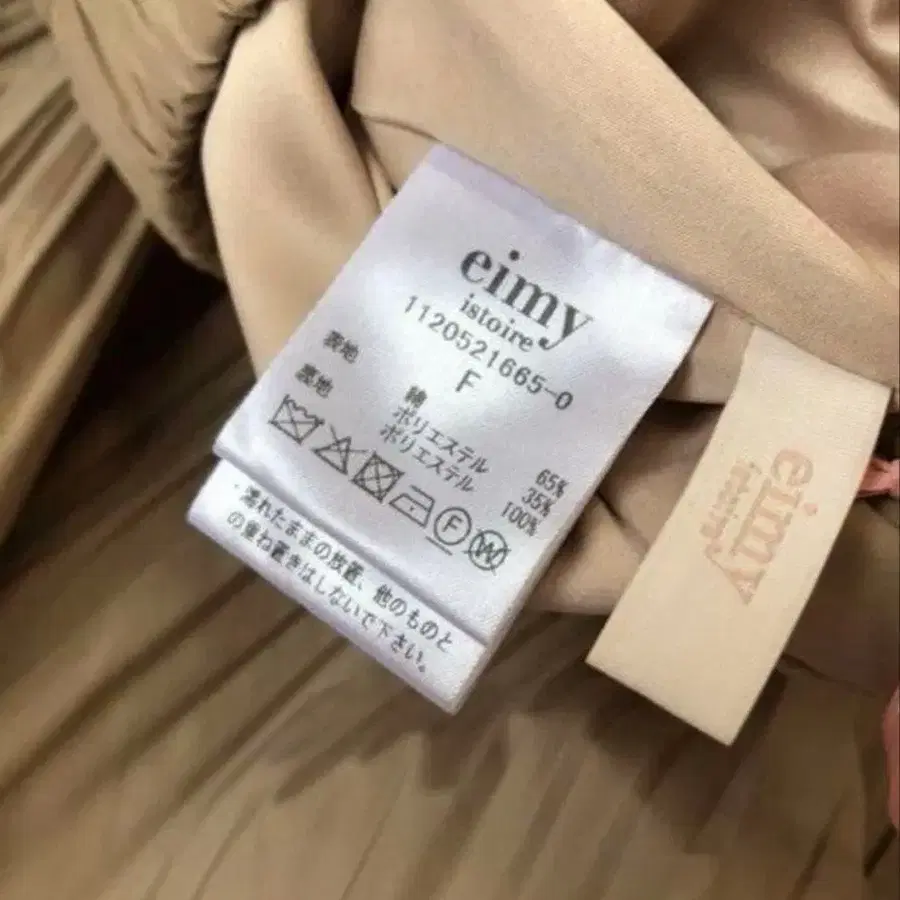 eimy
istoire
1120521665-0
F
表地 綿 65%
ポリエステル 35%
裏地 ポリエステル 100%
F W
・濡れたままの放置、他のものと
の重ね置きはしないで下さい。
eimy
istoire